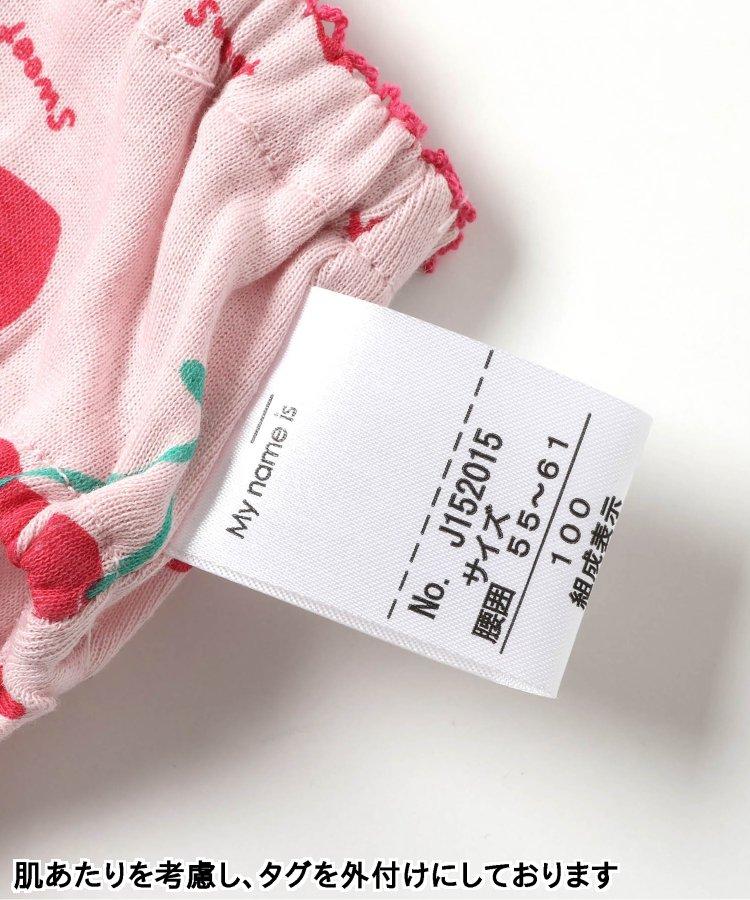 Sweet
Sweet
My name is
No. J152015
サイズ
腰囲 55～61
100
組成表示
肌あたりを考慮し、タグを外付けにしております